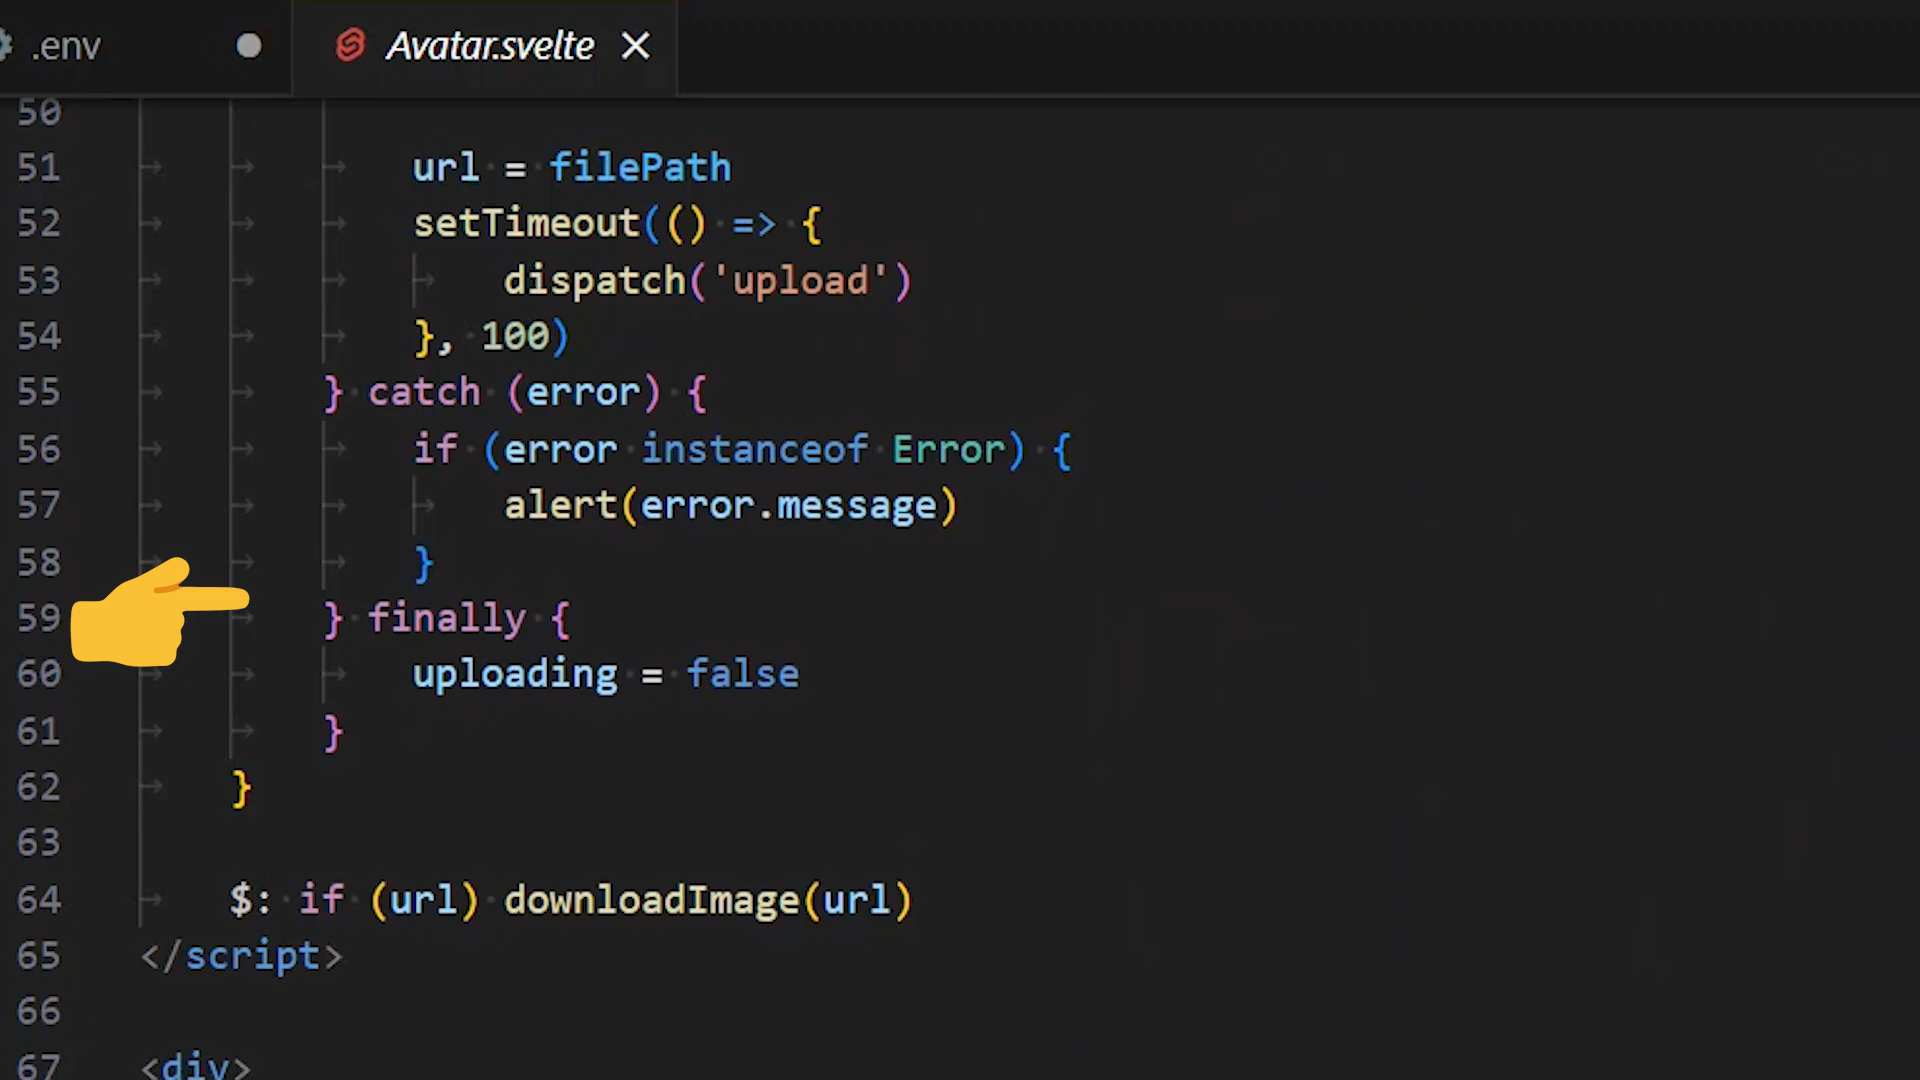 .env
Avatar.svelte
50
51 url = filePath
52 setTimeout(() => {
53 dispatch('upload')
54 }, 100)
55 } catch (error) {
56 if (error instanceof Error) {
57 alert(error.message)
58 }
59 } finally {
60 uploading = false
61 }
62 }
63
64 $: if (url) downloadImage(url)
65 </script>
66
67 <div>